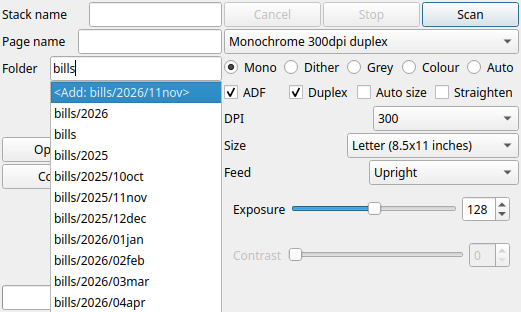 Stack name
Cancel
Stop
Scan
Page name
Monochrome 300dpi duplex
Folder
bills
Mono
Dither
Grey
Colour
Auto
<Add: bills/2026/11nov>
ADF
Duplex
Auto size
Straighten
bills/2026
DPI
300
bills
Op
Size
Letter (8.5x11 inches)
bills/2025
Co
Feed
Upright
bills/2025/10oct
bills/2025/11nov
Exposure
128
bills/2025/12dec
bills/2026/01jan
Contrast
0
bills/2026/02feb
bills/2026/03mar
bills/2026/04apr